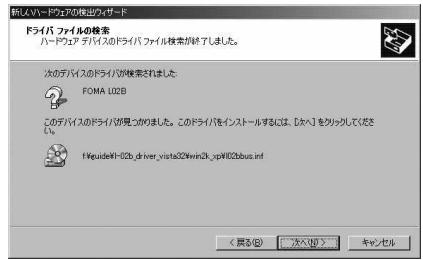 新しいハードウェアの検出ウィザード
ドライバ ファイルの検索
ハードウェア デバイスのドライバ ファイル検索が終了しました。
次のデバイスのドライバが検索されました:
FOMA L02B
このデバイスのドライバが見つかりました。このドライバをインストールするには、[次へ] をクリックしてくださ
い。
f:¥guide¥l-02b_driver_vista32¥win2k_xp¥l02bbus.inf
< 戻る(B)
次へ(N) >
キャンセル